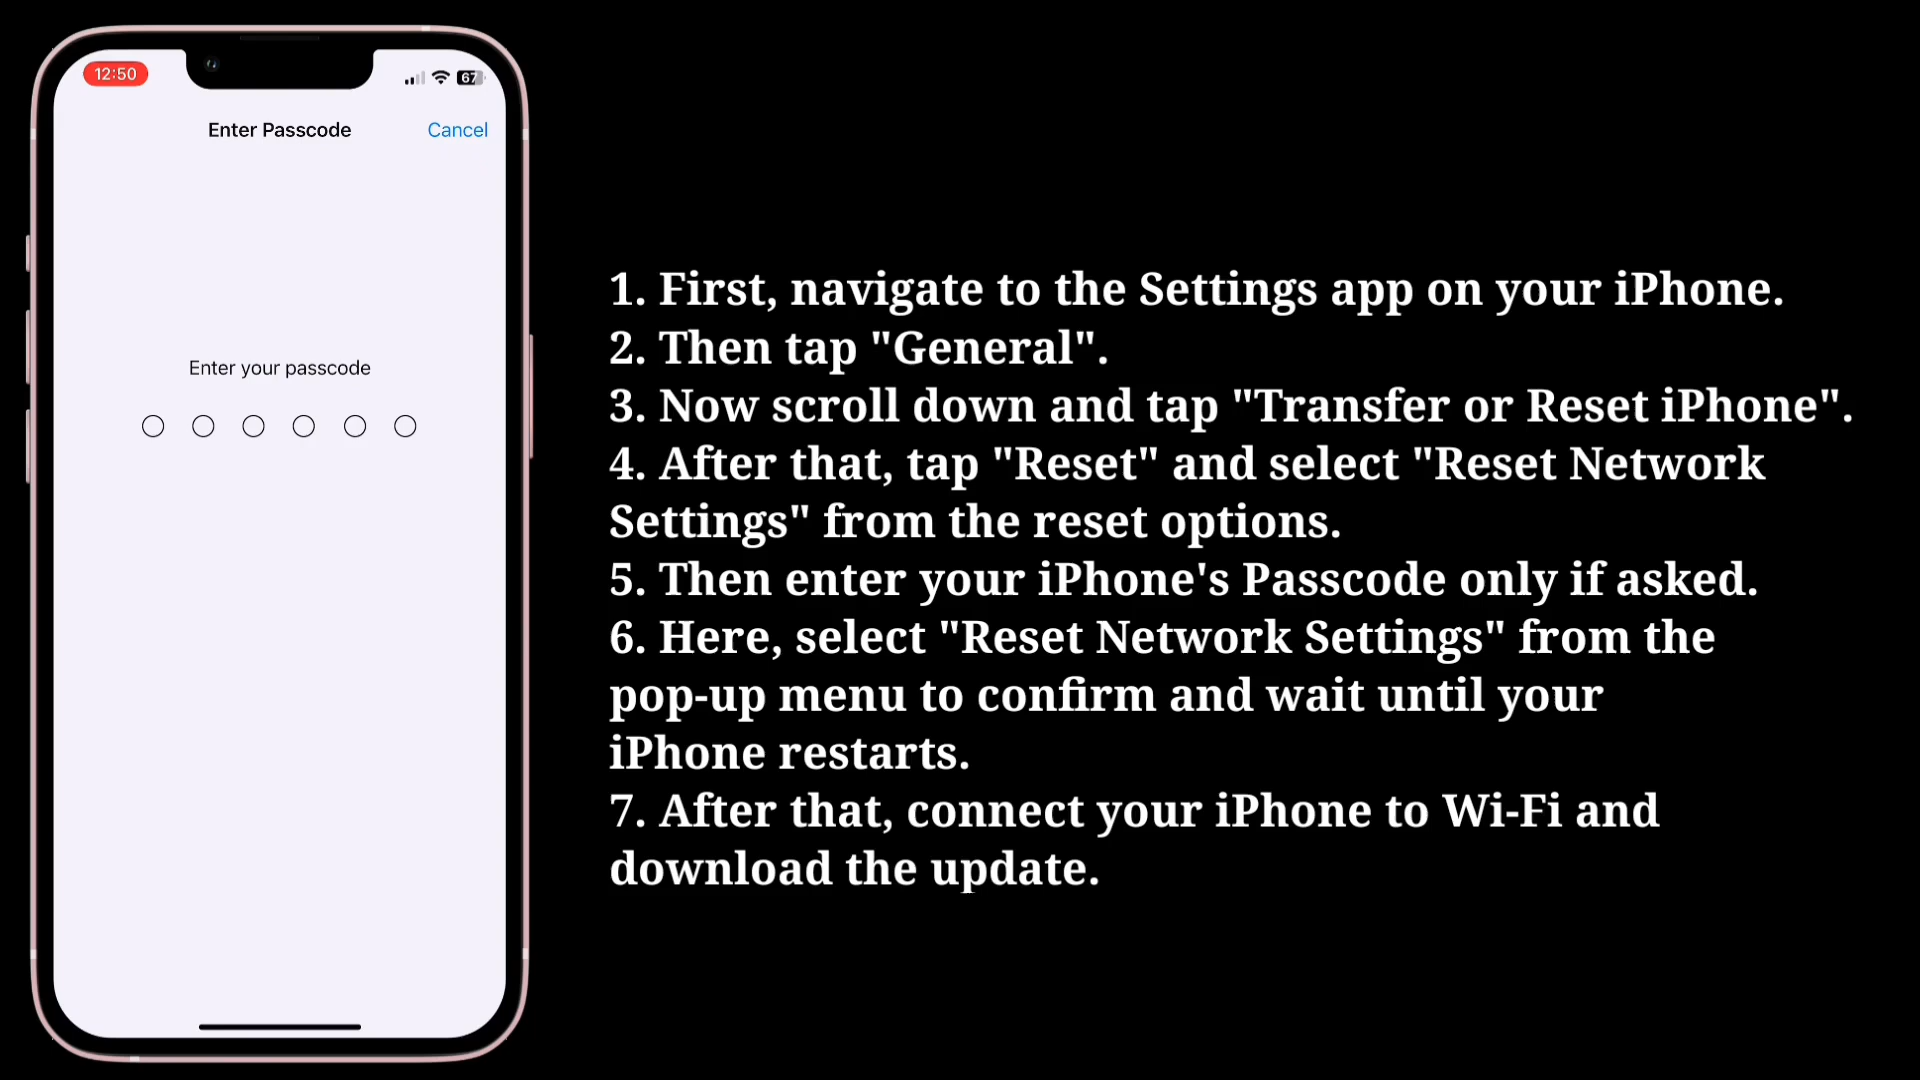 12:50
67
Enter Passcode
Cancel
Enter your passcode
1. First, navigate to the Settings app on your iPhone.
2. Then tap "General".
3. Now scroll down and tap "Transfer or Reset iPhone".
4. After that, tap "Reset" and select "Reset Network
Settings" from the reset options.
5. Then enter your iPhone's Passcode only if asked.
6. Here, select "Reset Network Settings" from the
pop-up menu to confirm and wait until your
iPhone restarts.
7. After that, connect your iPhone to Wi-Fi and
download the update.